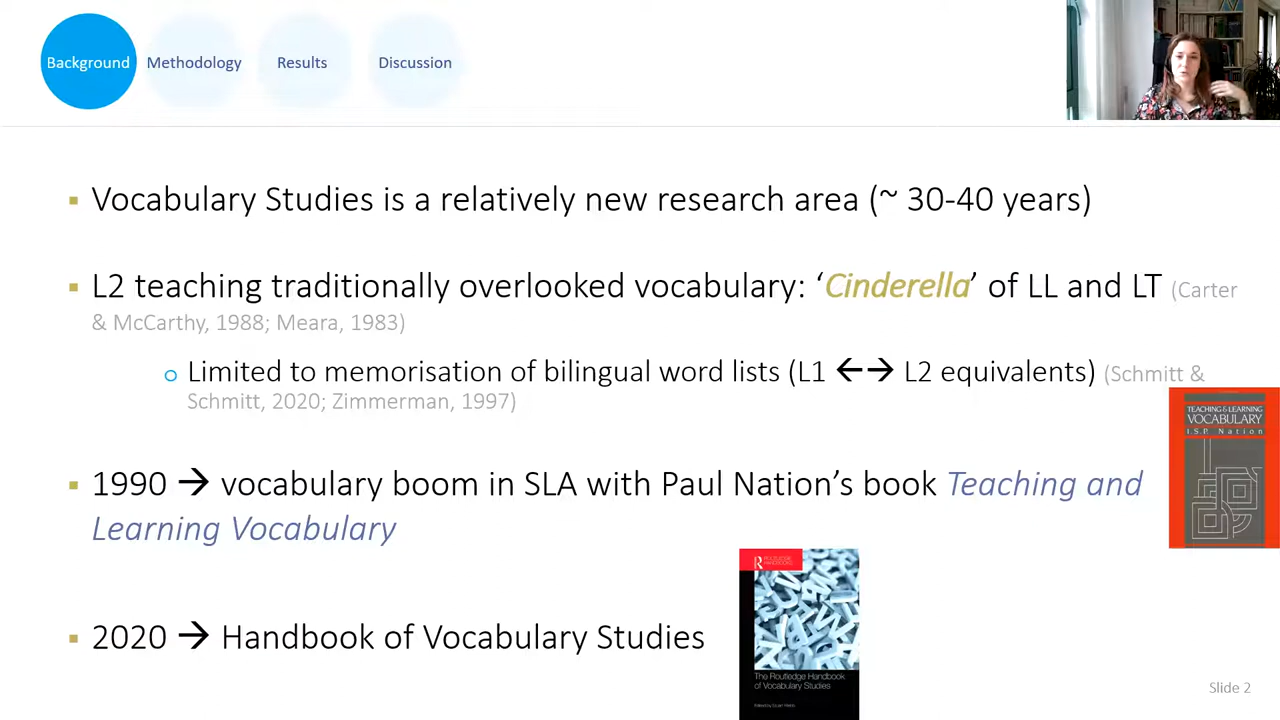 Background Methodology Results Discussion
▪ Vocabulary Studies is a relatively new research area (~ 30-40 years)
▪ L2 teaching traditionally overlooked vocabulary: ‘Cinderella’ of LL and LT (Carter
& McCarthy, 1988; Meara, 1983)
o Limited to memorisation of bilingual word lists (L1 ←→ L2 equivalents) (Schmitt &
Schmitt, 2020; Zimmerman, 1997)
TEACHING & LEARNING
VOCABULARY
I.S.P. Nation
▪ 1990 → vocabulary boom in SLA with Paul Nation’s book Teaching and
Learning Vocabulary
ROUTLEDGE
HANDBOOKS
▪ 2020 → Handbook of Vocabulary Studies
The Routledge Handbook
of Vocabulary Studies
Slide 2